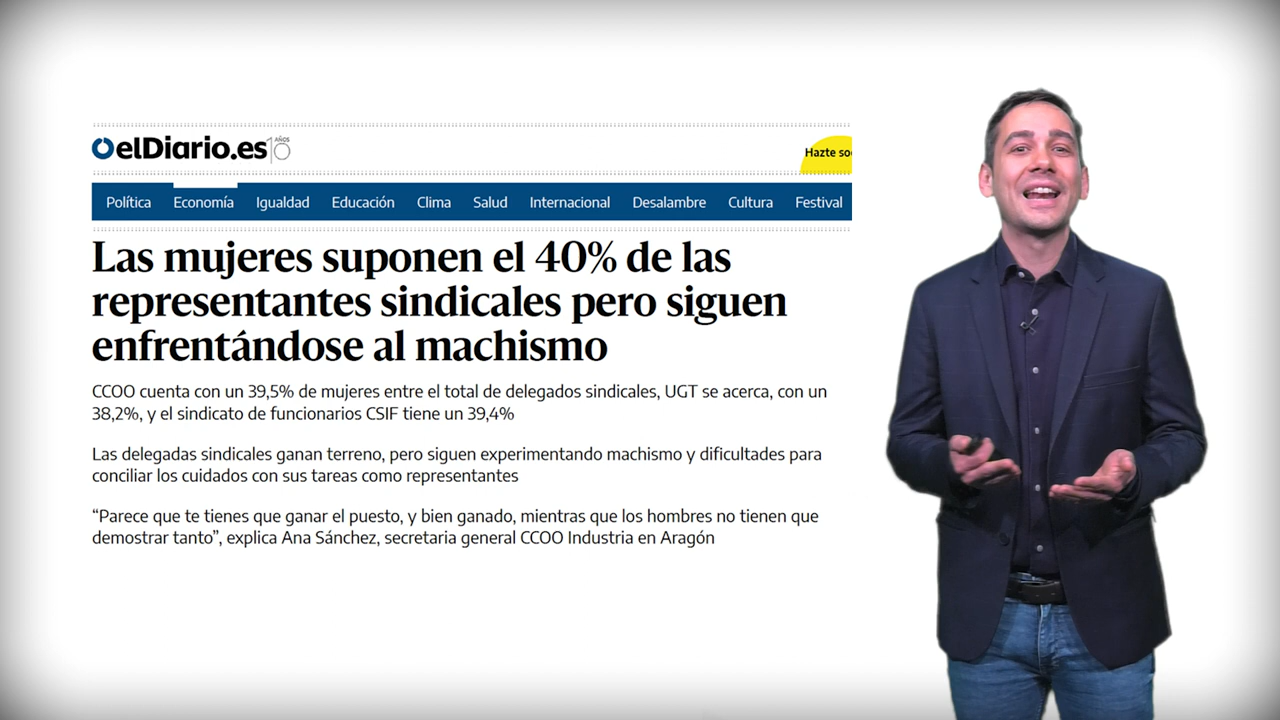 elDiario.es 10 AÑOS
Hazte so
Política Economía Igualdad Educación Clima Salud Internacional Desalambre Cultura Festival
Las mujeres suponen el 40% de las
representantes sindicales pero siguen
enfrentándose al machismo
CCOO cuenta con un 39,5% de mujeres entre el total de delegados sindicales, UGT se acerca, con un
38,2%, y el sindicato de funcionarios CSIF tiene un 39,4%
Las delegadas sindicales ganan terreno, pero siguen experimentando machismo y dificultades para
conciliar los cuidados con sus tareas como representantes
“Parece que te tienes que ganar el puesto, y bien ganado, mientras que los hombres no tienen que
demostrar tanto”, explica Ana Sánchez, secretaria general CCOO Industria en Aragón